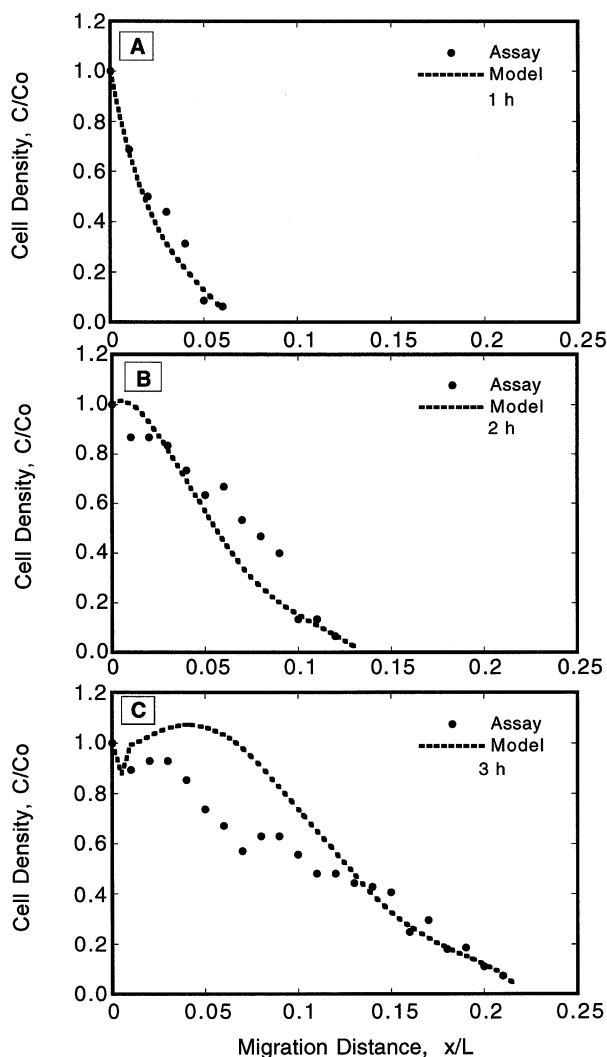 A
Assay
Model
1 h
Cell Density, C/Co
1.2
1.0
0.8
0.6
0.4
0.2
0.0
0 0.05 0.1 0.15 0.2 0.25
B
Assay
Model
2 h
Cell Density, C/Co
1.2
1.0
0.8
0.6
0.4
0.2
0.0
0 0.05 0.1 0.15 0.2 0.25
C
Assay
Model
3 h
Cell Density, C/Co
1.2
1.0
0.8
0.6
0.4
0.2
0.0
0 0.05 0.1 0.15 0.2 0.25
Migration Distance, x/L